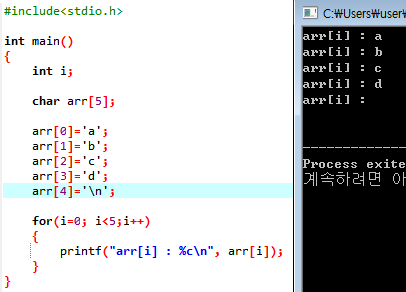 #include<stdio.h>
int main()
{
int i;
char arr[5];
arr[0]='a';
arr[1]='b';
arr[2]='c';
arr[3]='d';
arr[4]='\n';
for(i=0; i<5;i++)
{
printf("arr[i] : %c\n", arr[i]);
}
}
C:₩Users₩user₩
arr[i] : a
arr[i] : b
arr[i] : c
arr[i] : d
arr[i] :
--------------
Process exite
계속하려면 아